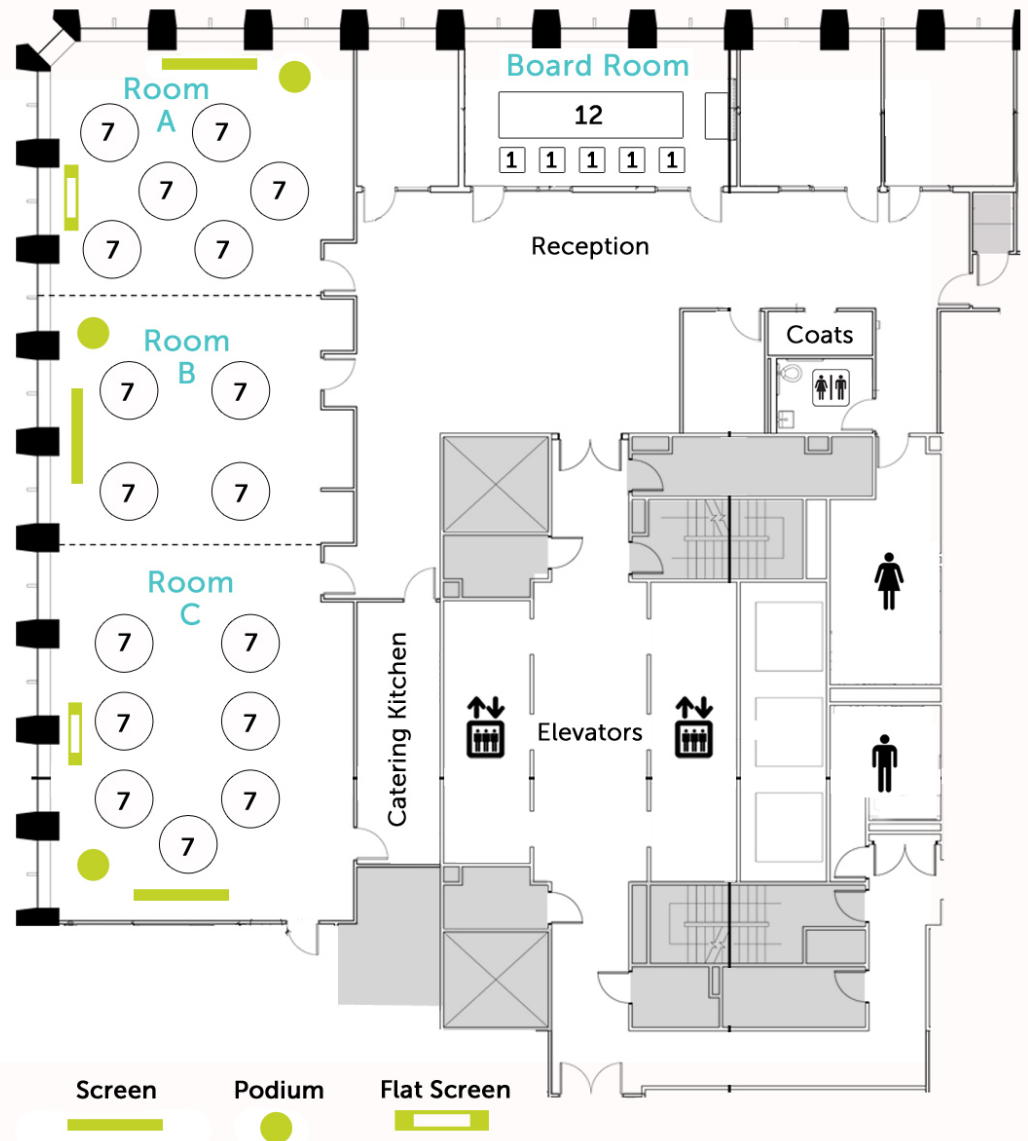 Board Room
12
1 1 1 1 1
Room
A
7 7
7 7
7 7
Reception
Coats
Room
B
7 7
7 7
Room
C
7 7
7 7
7 7
7
Catering Kitchen
Elevators
Screen
Podium
Flat Screen